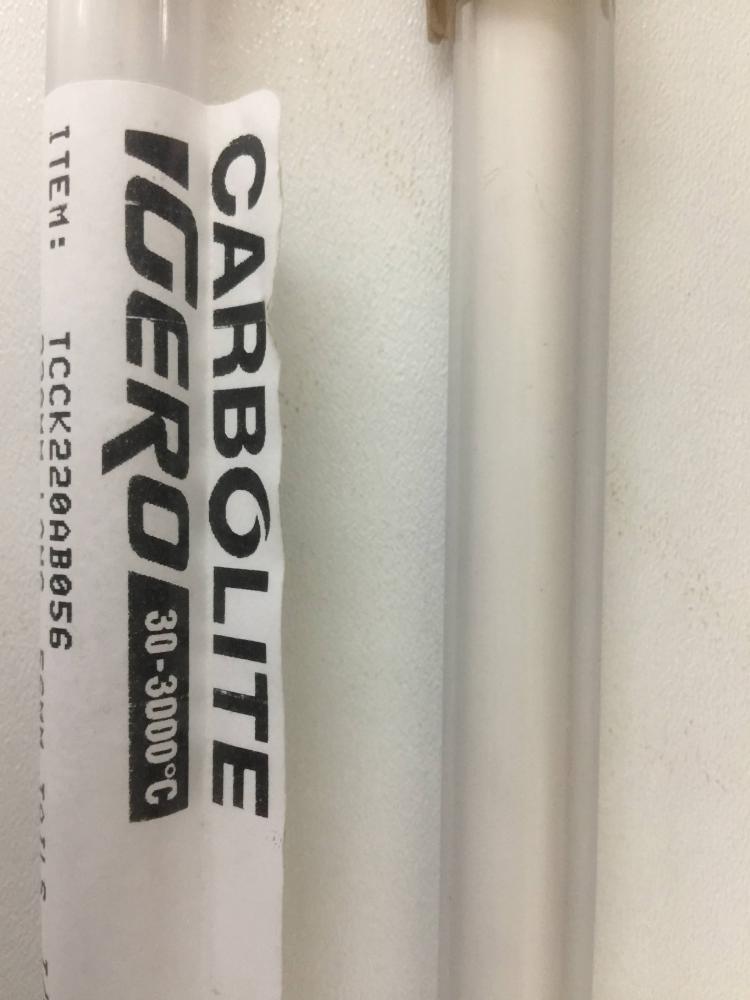 CARBOLITE
GERO 30-3000°C
ITEM: TCCK220AB056